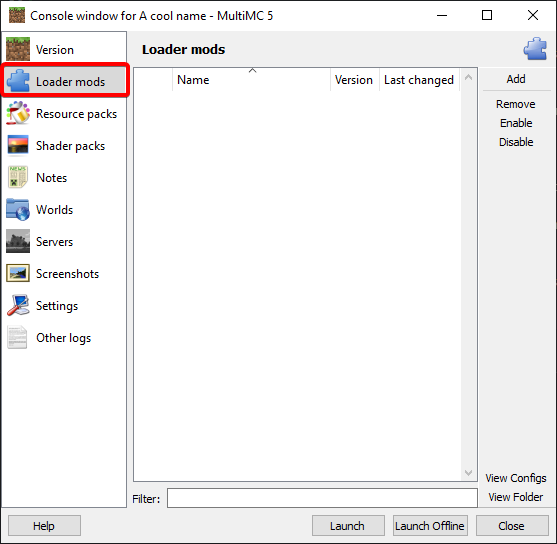 Console window for A cool name - MultiMC 5
Version
Loader mods
Resource packs
Shader packs
Notes
Worlds
Servers
Screenshots
Settings
Other logs
Loader mods
Name Version Last changed
Add
Remove
Enable
Disable
View Configs
View Folder
Filter:
Help Launch Launch Offline Close